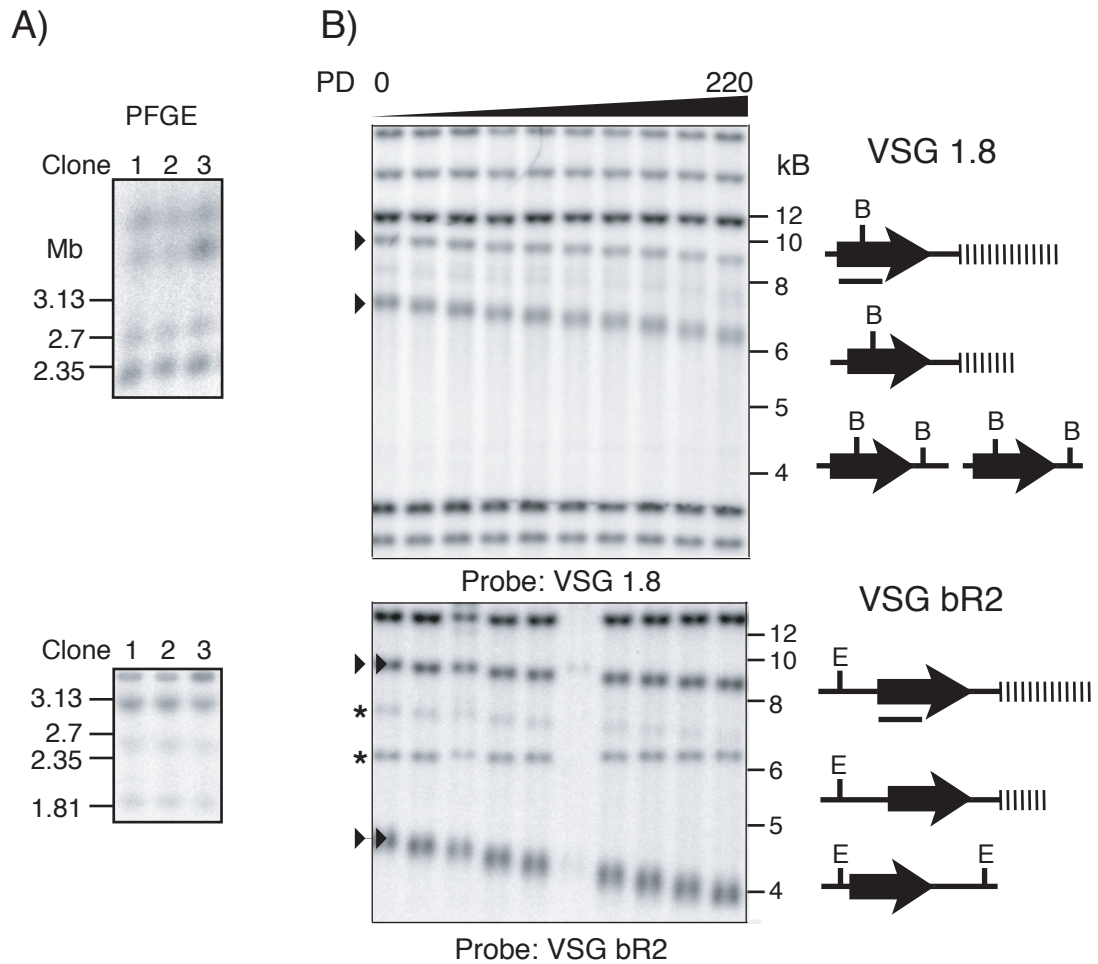 A)
B)
PD 0 220
PFGE
Clone 1 2 3
Mb
3.13
2.7
2.35
kB
12
10
8
6
5
4
VSG 1.8
B
B
B B B B
Probe: VSG 1.8
Clone 1 2 3
3.13
2.7
2.35
1.81
*
*
12
10
8
6
5
4
VSG bR2
E
E
E E
Probe: VSG bR2